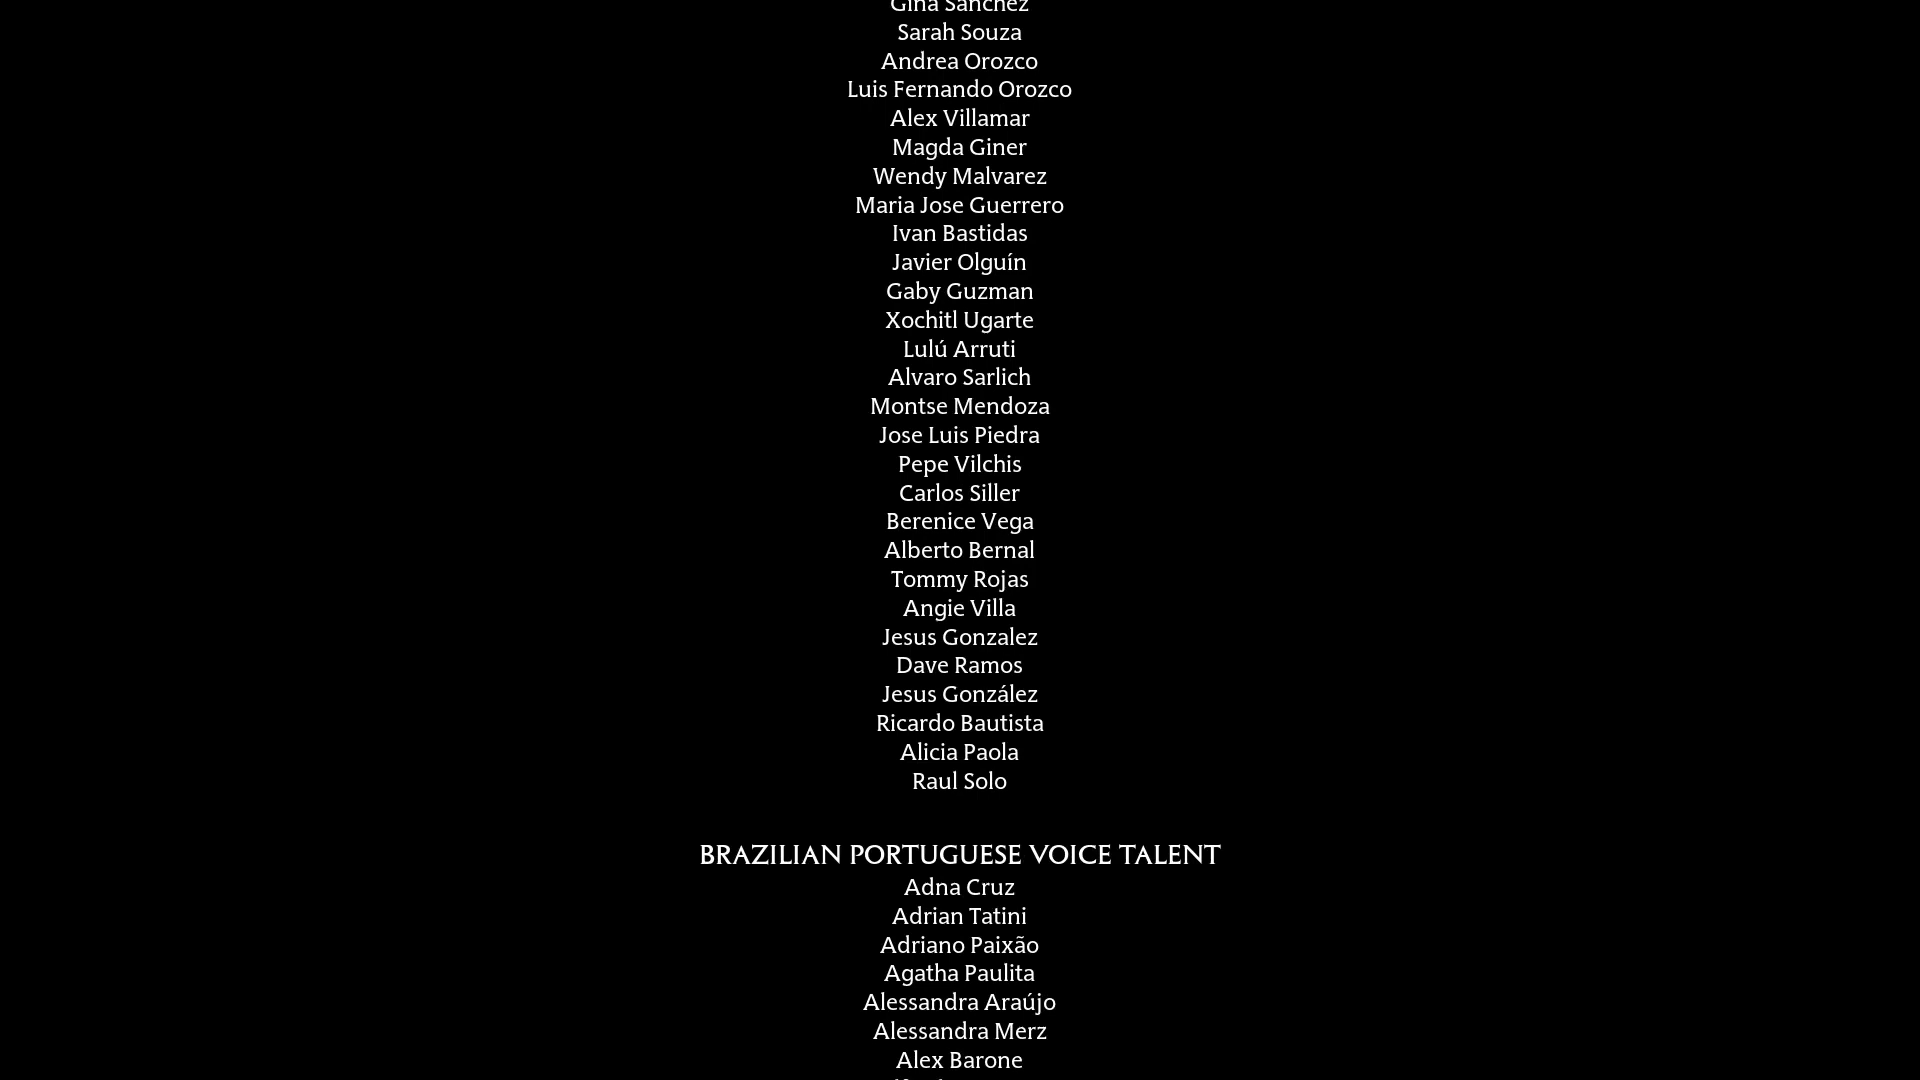 Gina Sanchez
Sarah Souza
Andrea Orozco
Luis Fernando Orozco
Alex Villamar
Magda Giner
Wendy Malvarez
Maria Jose Guerrero
Ivan Bastidas
Javier Olguín
Gaby Guzman
Xochitl Ugarte
Lulú Arruti
Alvaro Sarlich
Montse Mendoza
Jose Luis Piedra
Pepe Vilchis
Carlos Siller
Berenice Vega
Alberto Bernal
Tommy Rojas
Angie Villa
Jesus Gonzalez
Dave Ramos
Jesus González
Ricardo Bautista
Alicia Paola
Raul Solo
BRAZILIAN PORTUGUESE VOICE TALENT
Adna Cruz
Adrian Tatini
Adriano Paixão
Agatha Paulita
Alessandra Araújo
Alessandra Merz
Alex Barone